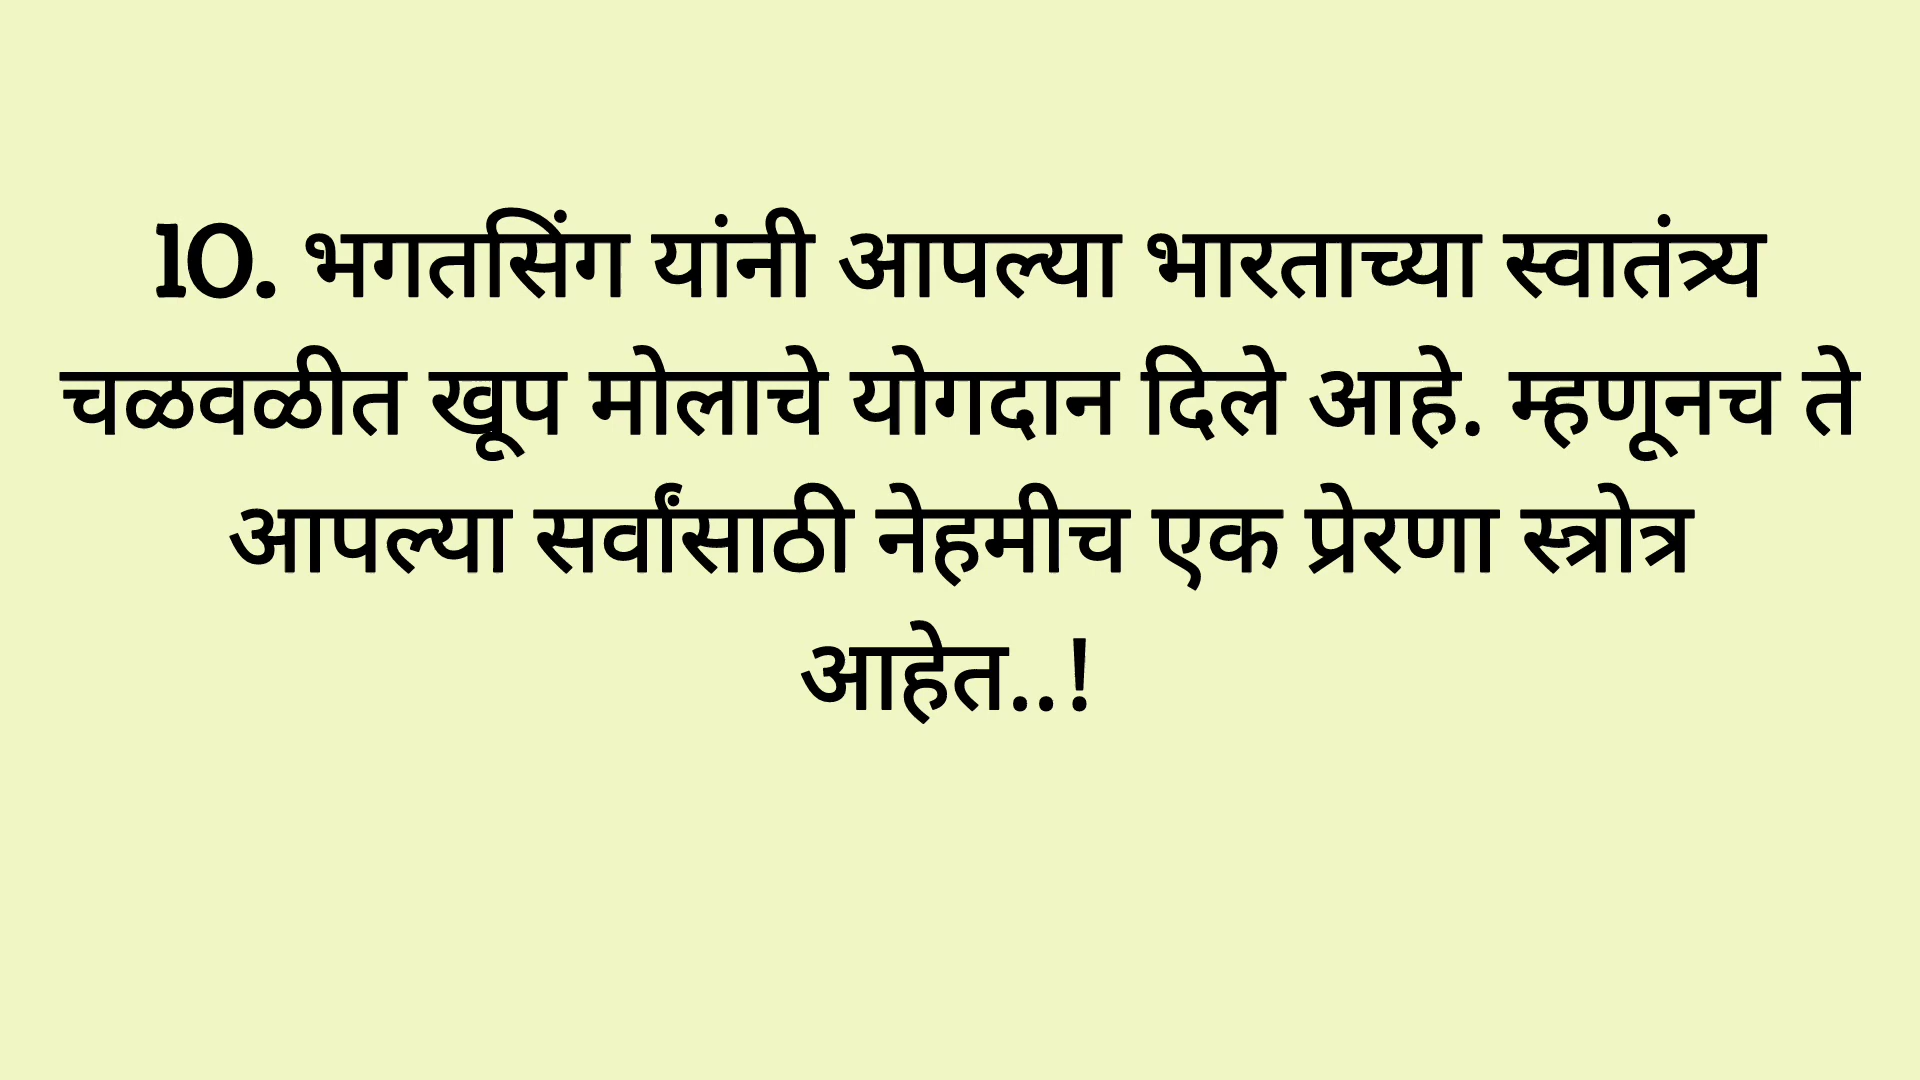 10. भगतसिंग यांनी आपल्या भारताच्या स्वातंत्र्य
चळवळीत खूप मोलाचे योगदान दिले आहे. म्हणूनच ते
आपल्या सर्वांसाठी नेहमीच एक प्रेरणा स्त्रोत्र
आहेत..!